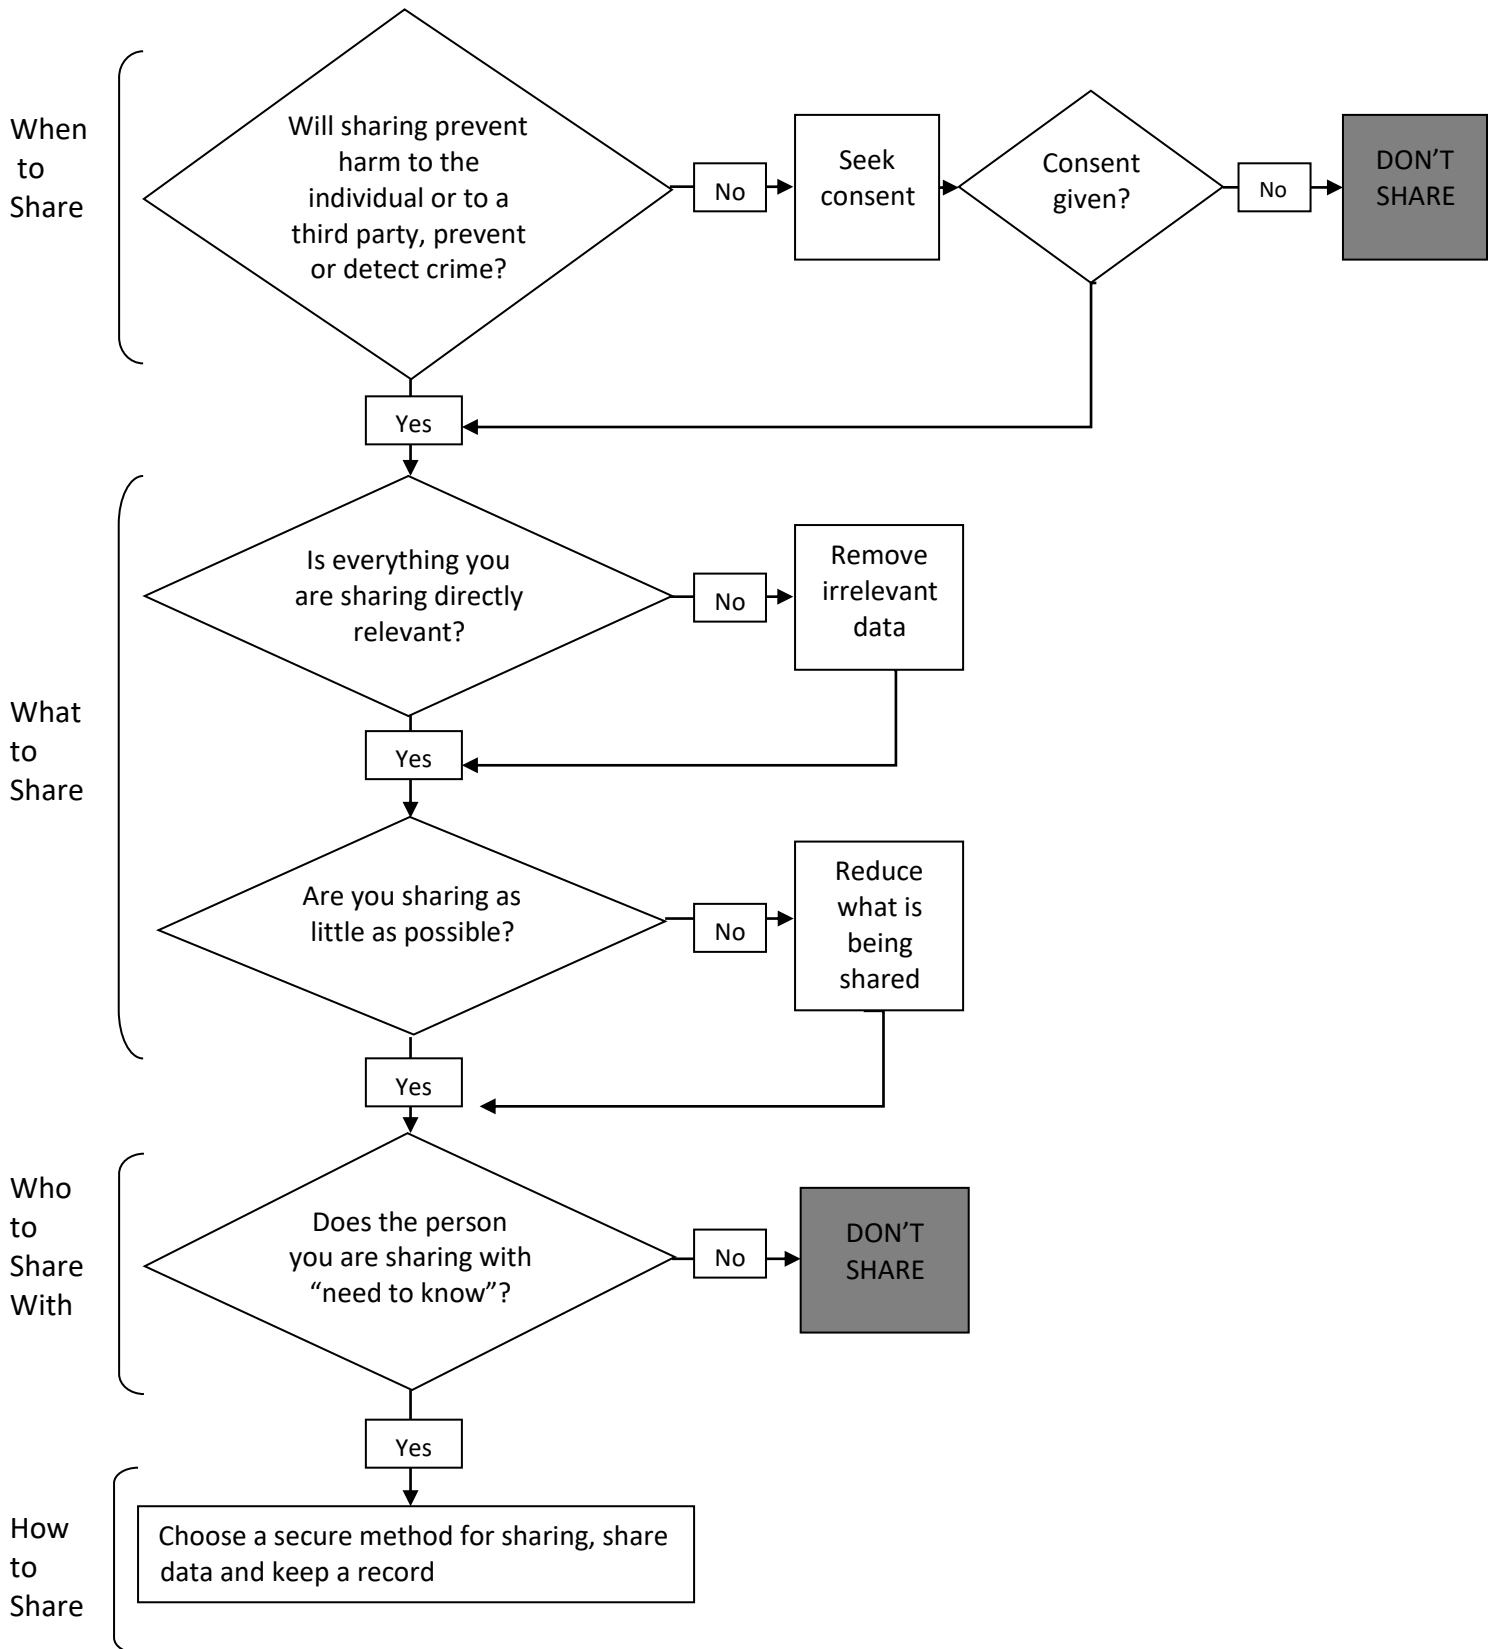 When
to
Share
Will sharing prevent
harm to the
individual or to a
third party, prevent
or detect crime?
No
Seek
consent
Consent
given?
No
DON’T
SHARE
Yes
What
to
Share
Is everything you
are sharing directly
relevant?
No
Remove
irrelevant
data
Yes
Are you sharing as
little as possible?
No
Reduce
what is
being
shared
Yes
Who
to
Share
With
Does the person
you are sharing with
“need to know”?
No
DON’T
SHARE
Yes
How
to
Share
Choose a secure method for sharing, share
data and keep a record